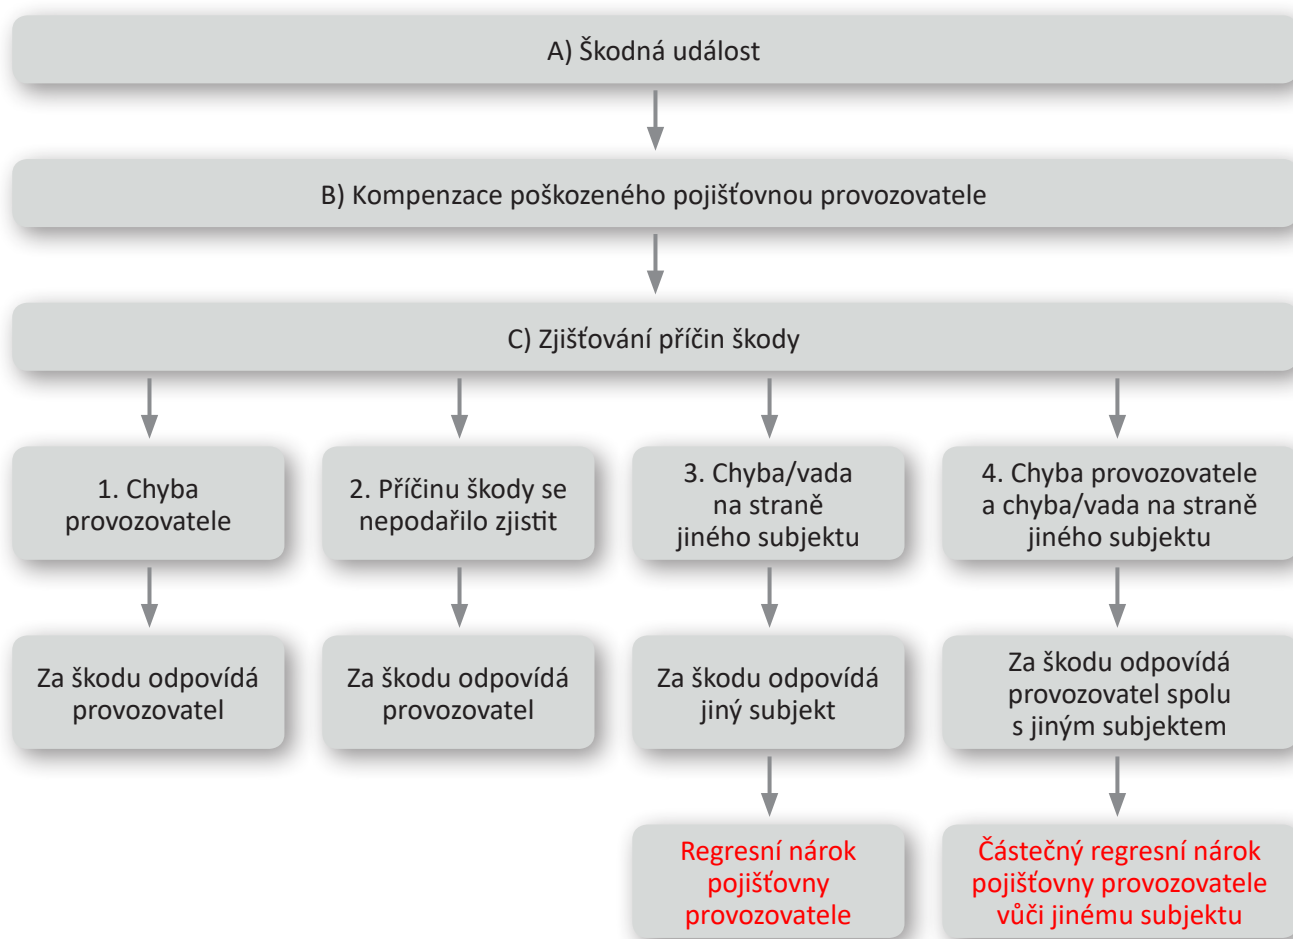 A) Škodná událost
B) Kompenzace poškozeného pojišťovnou provozovatele
C) Zjišťování příčin škody
1. Chyba
provozovatele
2. Příčinu škody se
nepodařilo zjistit
3. Chyba/vada
na straně
jiného subjektu
4. Chyba provozovatele
a chyba/vada na straně
jiného subjektu
Za škodu odpovídá
provozovatel
Za škodu odpovídá
provozovatel
Za škodu odpovídá
jiný subjekt
Za škodu odpovídá
provozovatel spolu
s jiným subjektem
Regresní nárok
pojišťovny
provozovatele
Částečný regresní nárok
pojišťovny provozovatele
vůči jinému subjektu